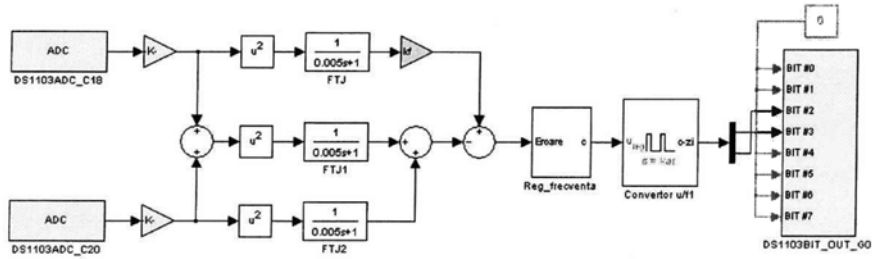 ADC
DS1103ADC_C18
K-
u²
1
0.005s+1
FTJ
kf
+
+
u²
1
0.005s+1
FTJ1
+
+
+
-
Eroare c
Reg_frecventa
c-zi
Convertor u/f1
ADC
DS1103ADC_C20
K-
u²
1
0.005s+1
FTJ2
0
BIT #0
BIT #1
BIT #2
BIT #3
BIT #4
BIT #5
BIT #6
BIT #7
DS1103BIT_OUT_G0